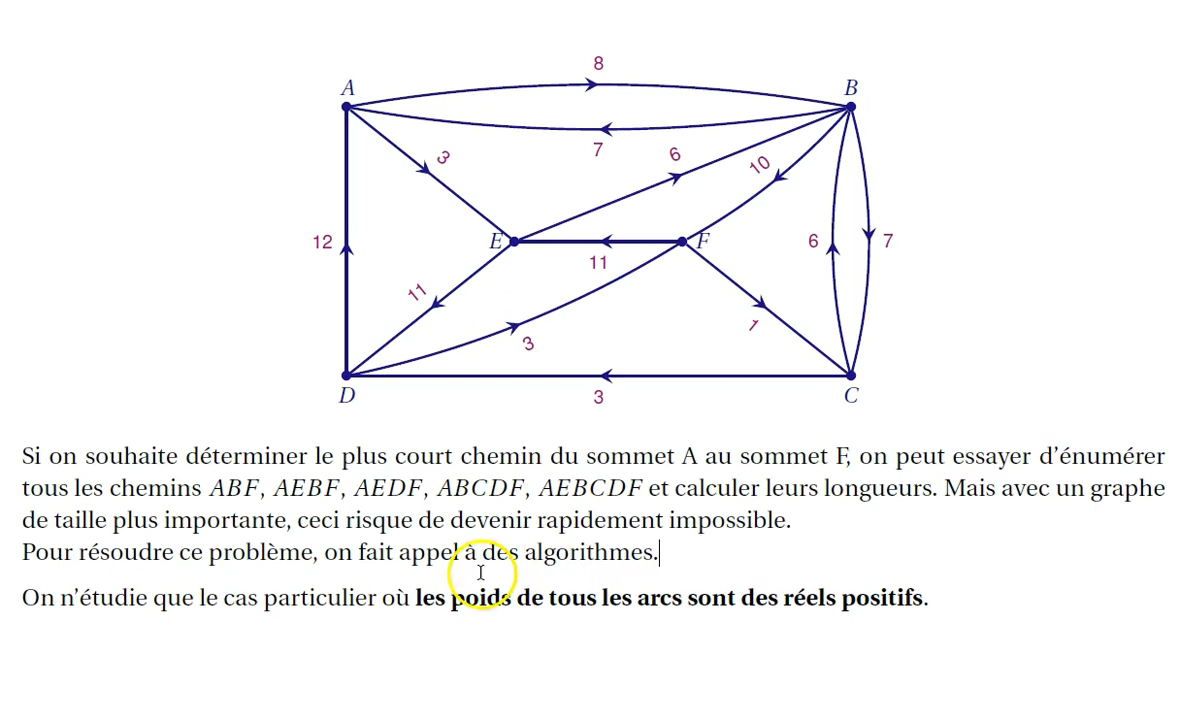 8
A
B
7
6
10
3
12
E
F
11
6
7
11
3
1
D
3
C
Si on souhaite déterminer le plus court chemin du sommet A au sommet F, on peut essayer d’énumérer
tous les chemins ABF, AEBF, AEDF, ABCDF, AEBCDF et calculer leurs longueurs. Mais avec un graphe
de taille plus importante, ceci risque de devenir rapidement impossible.
Pour résoudre ce problème, on fait appel à des algorithmes.
On n’étudie que le cas particulier où les poids de tous les arcs sont des réels positifs.